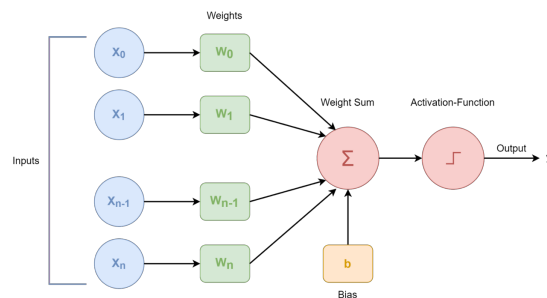 Weights
X0
W0
Weight Sum
Activation-Function
X1
W1
Inputs
Σ
Output
Xn-1
Wn-1
Xn
Wn
b
Bias